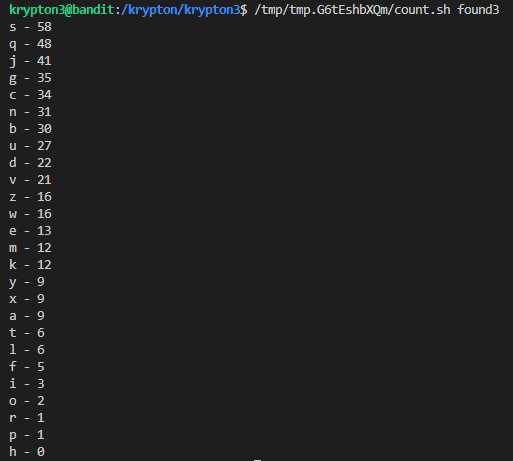 krypton3@bandit:/krypton/krypton3$ /tmp/tmp.G6tEshbXQm/count.sh found3
s - 58
q - 48
j - 41
g - 35
c - 34
n - 31
b - 30
u - 27
d - 22
v - 21
z - 16
w - 16
e - 13
m - 12
k - 12
y - 9
x - 9
a - 9
t - 6
l - 6
f - 5
i - 3
o - 2
r - 1
p - 1
h - 0